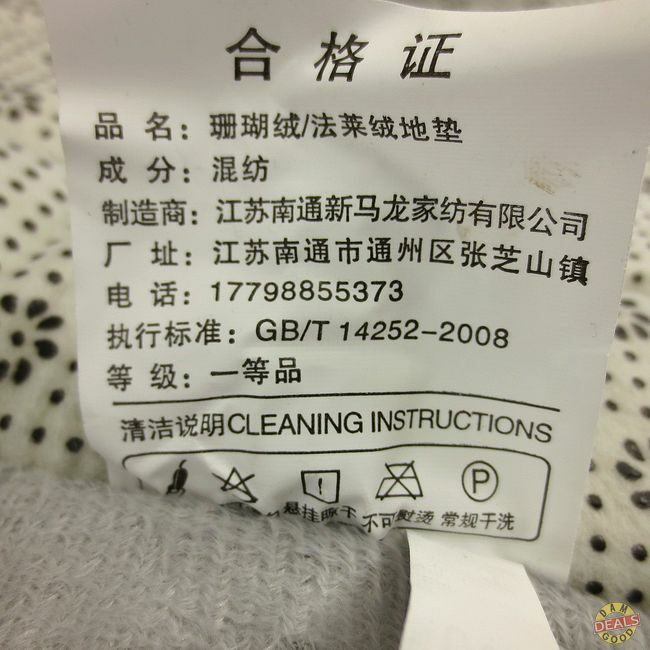 合格证
品 名：珊瑚绒/法莱绒地垫
成 分：混纺
制造商：江苏南通新马龙家纺有限公司
厂 址：江苏南通市通州区张芝山镇
电 话：17798855373
执行标准：GB/T 14252-2008
等 级：一等品
清洁说明CLEANING INSTRUCTIONS
P
悬挂晾干 不可熨烫 常规干洗
DAM
DEALS
GOOD